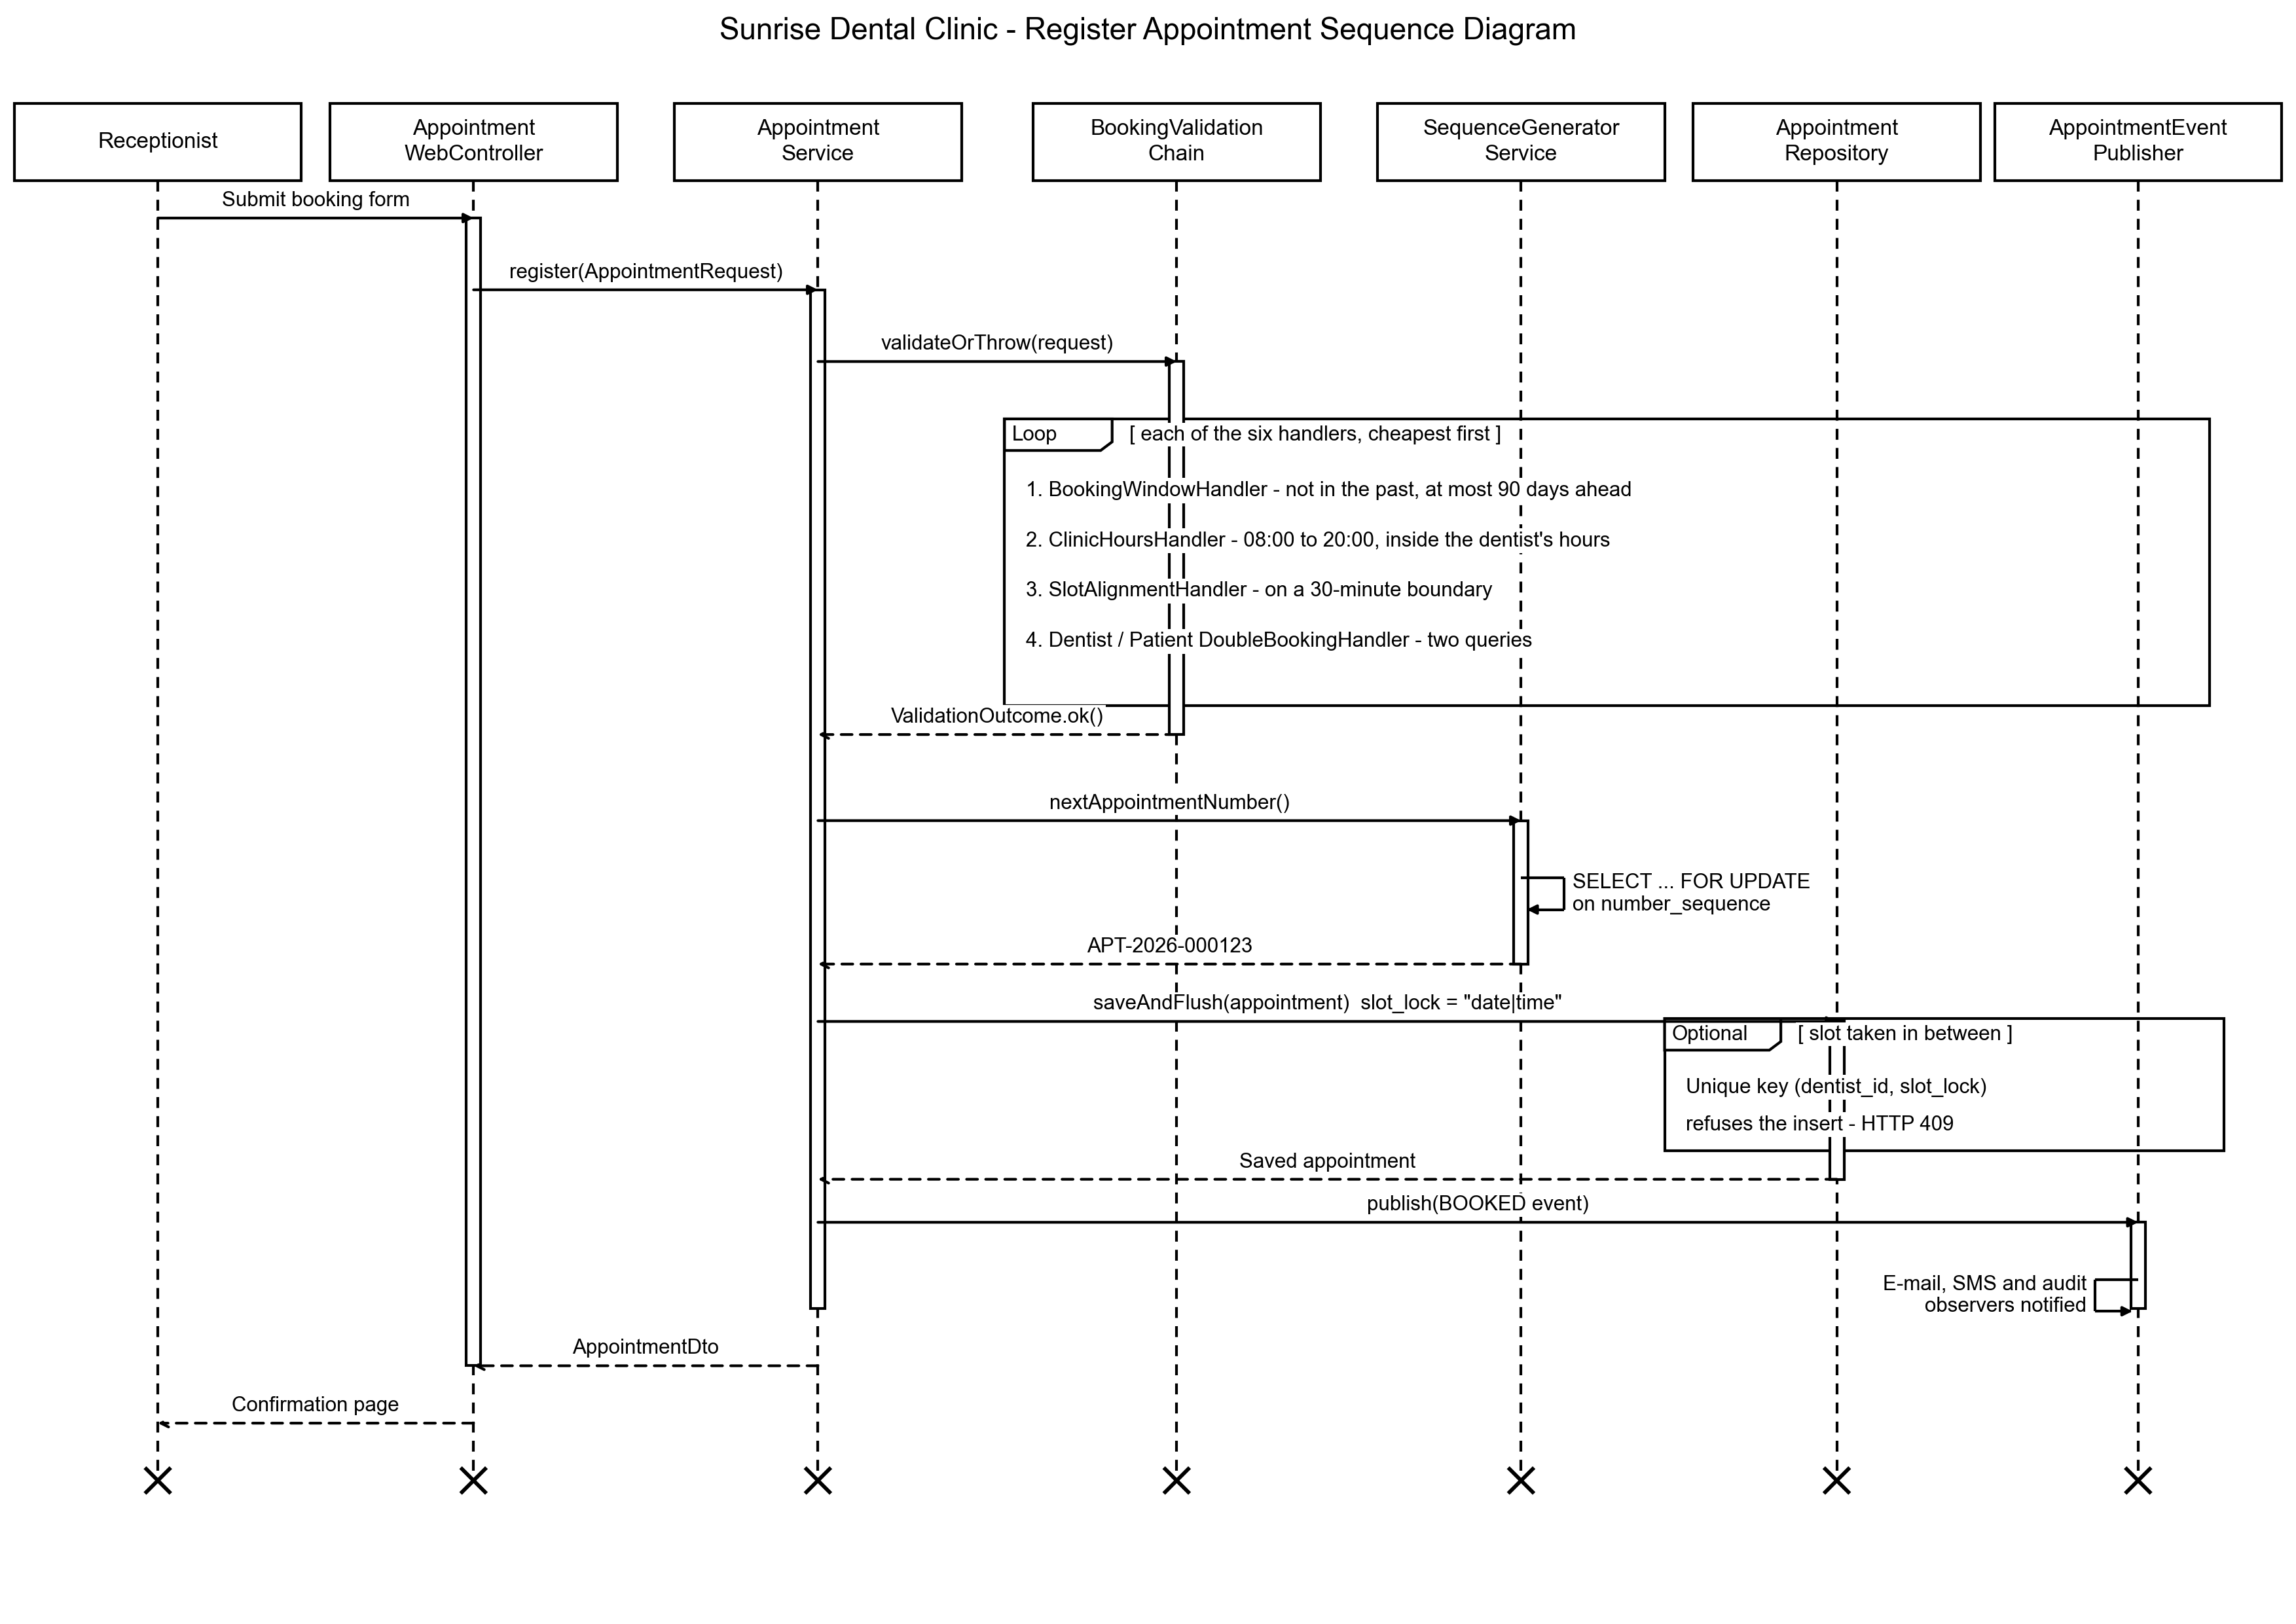 Sunrise Dental Clinic - Register Appointment Sequence Diagram
Receptionist
Appointment
WebController
Appointment
Service
BookingValidation
Chain
SequenceGenerator
Service
Appointment
Repository
AppointmentEvent
Publisher
Submit booking form
register(AppointmentRequest)
validateOrThrow(request)
Loop
[ each of the six handlers, cheapest first ]
1. BookingWindowHandler - not in the past, at most 90 days ahead
2. ClinicHoursHandler - 08:00 to 20:00, inside the dentist's hours
3. SlotAlignmentHandler - on a 30-minute boundary
4. Dentist / Patient DoubleBookingHandler - two queries
ValidationOutcome.ok()
nextAppointmentNumber()
SELECT ... FOR UPDATE
on number_sequence
APT-2026-000123
saveAndFlush(appointment)  slot_lock = "date|time"
Optional
[ slot taken in between ]
Unique key (dentist_id, slot_lock)
refuses the insert - HTTP 409
Saved appointment
publish(BOOKED event)
E-mail, SMS and audit
observers notified
AppointmentDto
Confirmation page